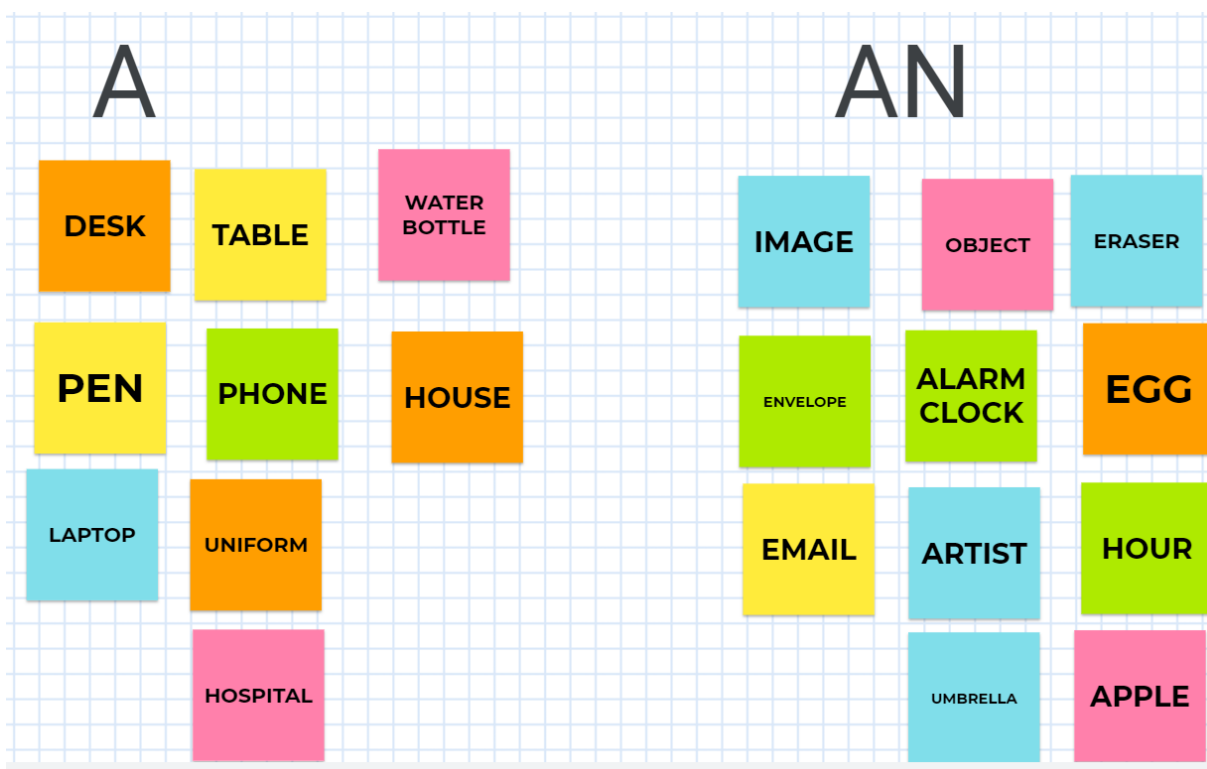 A
AN
DESK
TABLE
WATER
BOTTLE
IMAGE
OBJECT
ERASER
PEN
PHONE
HOUSE
ENVELOPE
ALARM
CLOCK
EGG
LAPTOP
UNIFORM
EMAIL
ARTIST
HOUR
HOSPITAL
UMBRELLA
APPLE